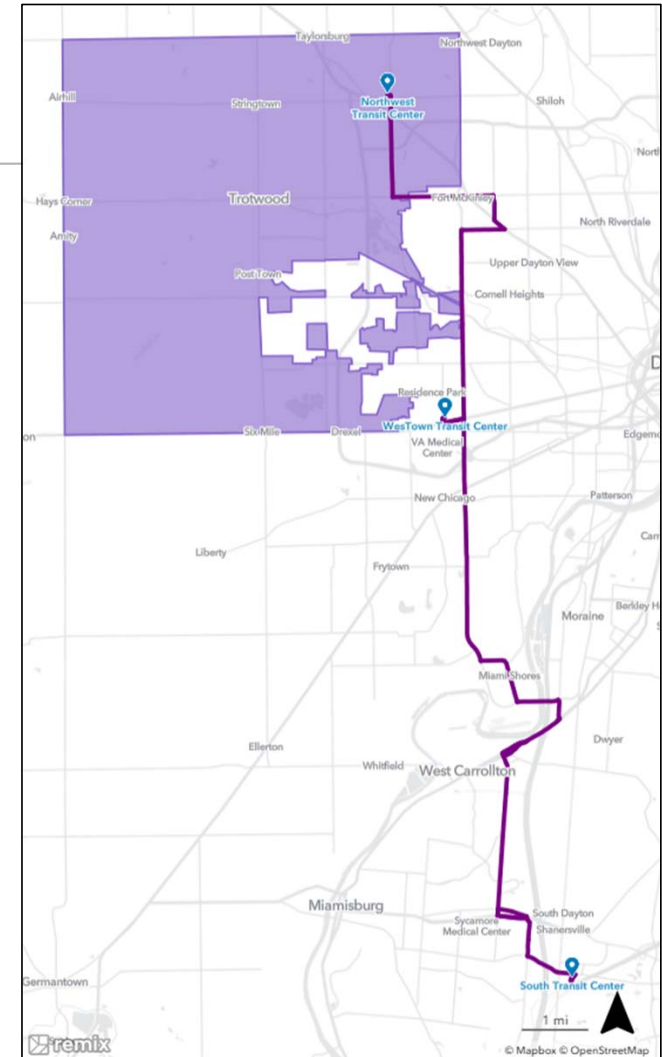 Taylorsburg
Northwest Dayton
Airhill
Stringtown
Northwest
Transit Center
Shiloh
Hays Corner
Trotwood
Fort McKinley
North Riverdale
Amity
Upper Dayton View
Post Town
Cornell Heights
Residence Park
WesTown Transit Center
Six Mile
Drexel
VA Medical
Center
New Chicago
Patterson
Liberty
Frytown
Moraine
Miami Shores
Ellerton
Dwyer
Whitfield
West Carrollton
Miamisburg
Sycamore
Medical Center
South Dayton
Shanersville
Germantown
South Transit Center
1 mi
remix
© Mapbox © OpenStreetMap